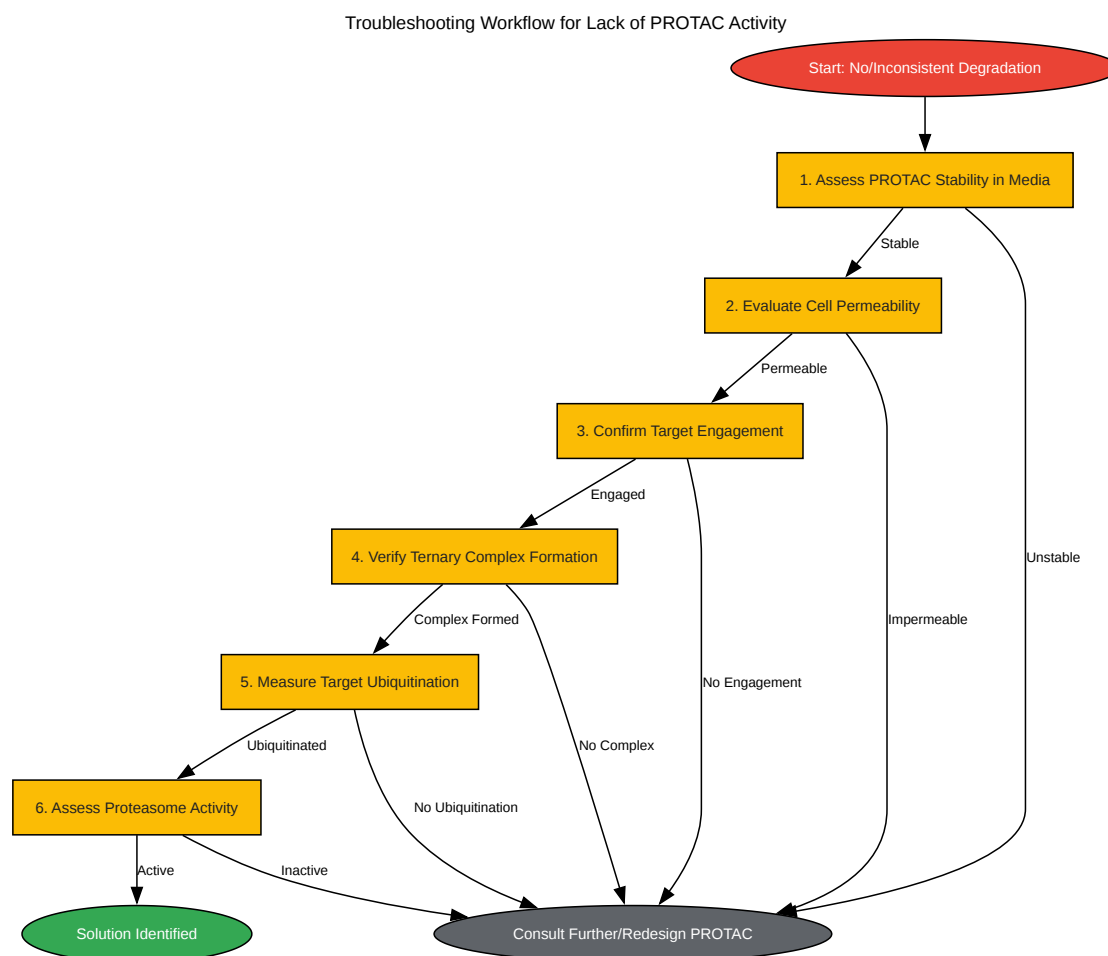 Troubleshooting Workflow for Lack of PROTAC Activity
Start: No/Inconsistent Degradation
1. Assess PROTAC Stability in Media
Stable
2. Evaluate Cell Permeability
Permeable
3. Confirm Target Engagement
Engaged
4. Verify Ternary Complex Formation
Unstable
Complex Formed
Impermeable
5. Measure Target Ubiquitination
No Engagement
Ubiquitinated
No Complex
6. Assess Proteasome Activity
No Ubiquitination
Active
Inactive
Solution Identified
Consult Further/Redesign PROTAC